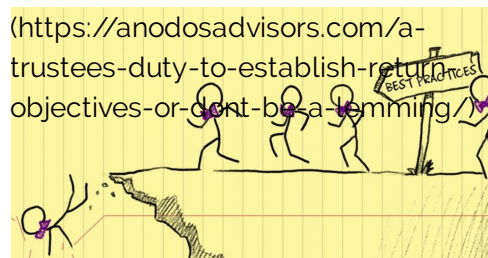 (https://anodosadvisors.com/a-
trustees-duty-to-establish-return-
objectives-or-dont-be-a-lemming/)
BEST PRACTICES